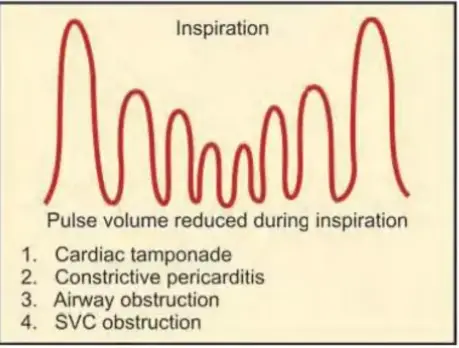 Inspiration
Pulse volume reduced during inspiration
1. Cardiac tamponade
2. Constrictive pericarditis
3. Airway obstruction
4. SVC obstruction